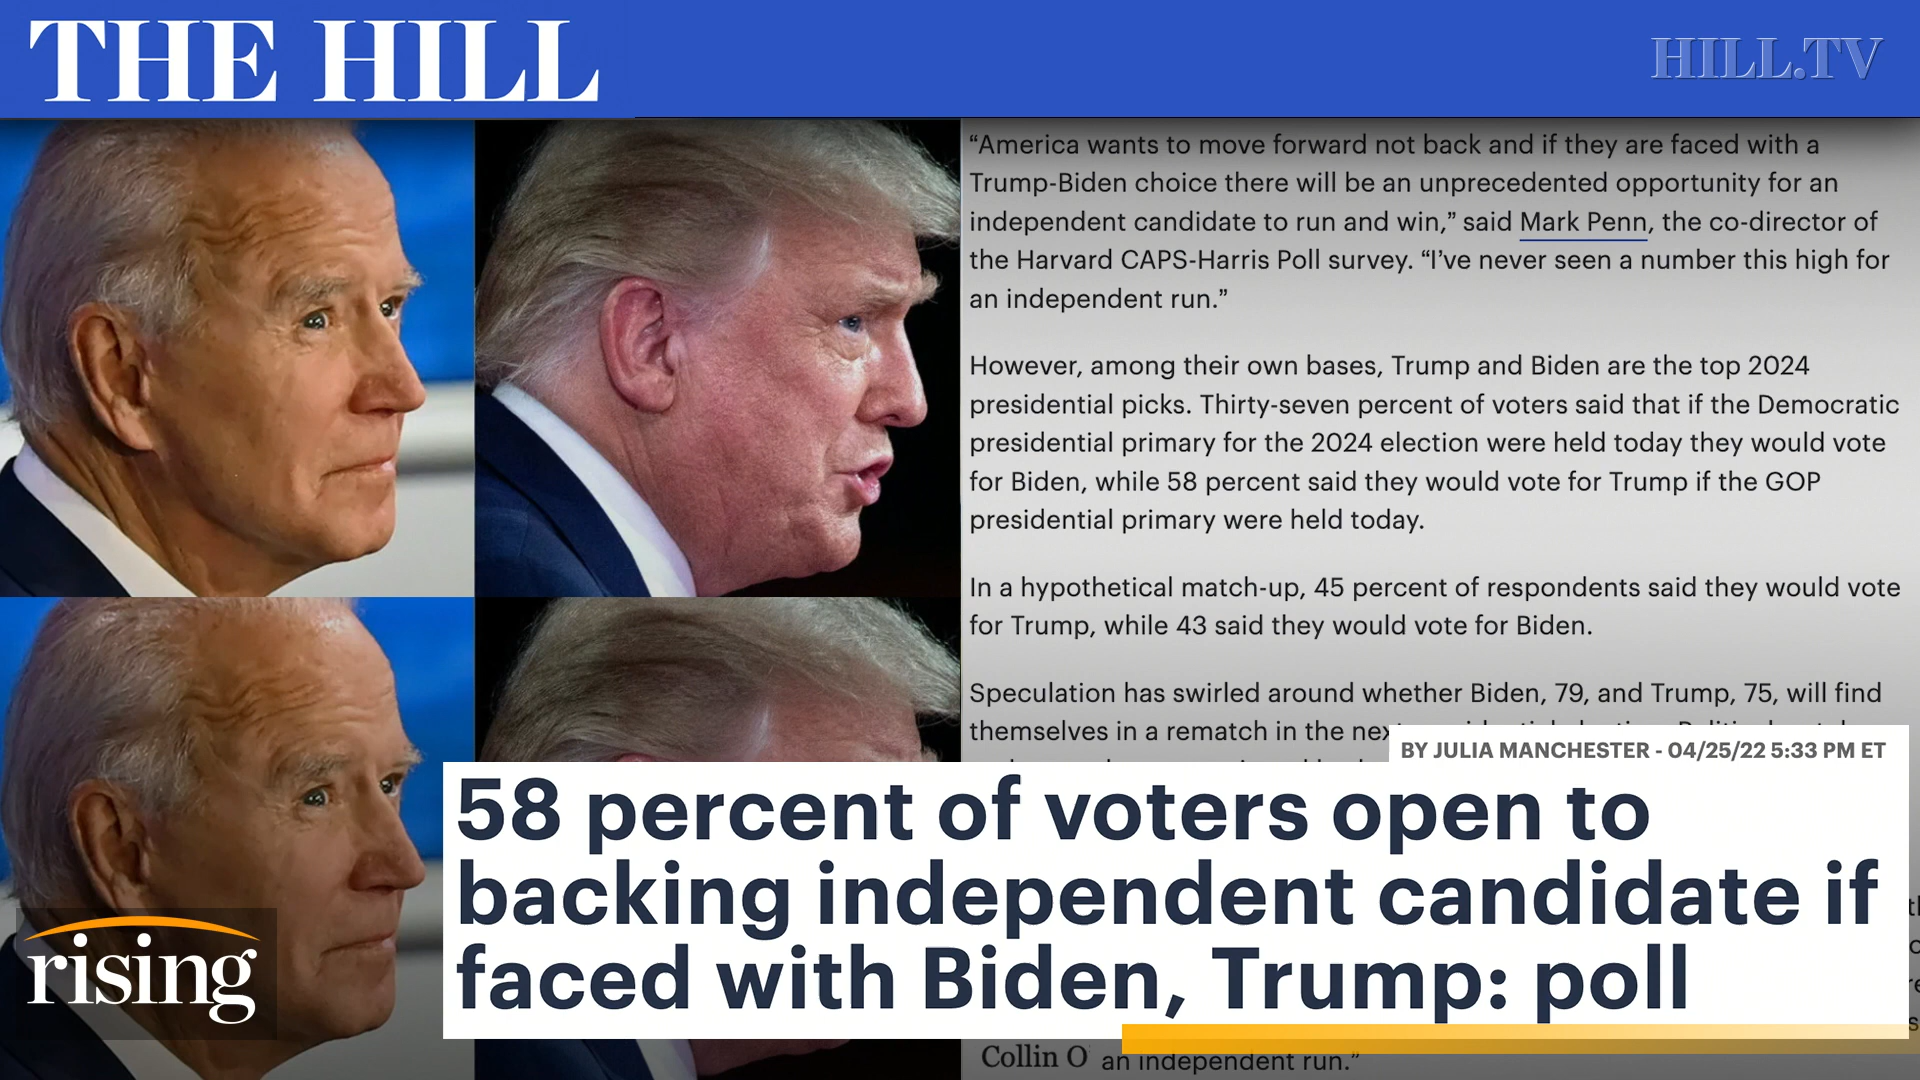 THE HILL
HILL.TV
“America wants to move forward not back and if they are faced with a
Trump-Biden choice there will be an unprecedented opportunity for an
independent candidate to run and win,” said Mark Penn, the co-director of
the Harvard CAPS-Harris Poll survey. “I’ve never seen a number this high for
an independent run.”
However, among their own bases, Trump and Biden are the top 2024
presidential picks. Thirty-seven percent of voters said that if the Democratic
presidential primary for the 2024 election were held today they would vote
for Biden, while 58 percent said they would vote for Trump if the GOP
presidential primary were held today.
In a hypothetical match-up, 45 percent of respondents said they would vote
for Trump, while 43 said they would vote for Biden.
Speculation has swirled around whether Biden, 79, and Trump, 75, will find
themselves in a rematch in the
BY JULIA MANCHESTER - 04/25/22 5:33 PM ET
58 percent of voters open to
backing independent candidate if
faced with Biden, Trump: poll
rising
Collin O
an independent run.”